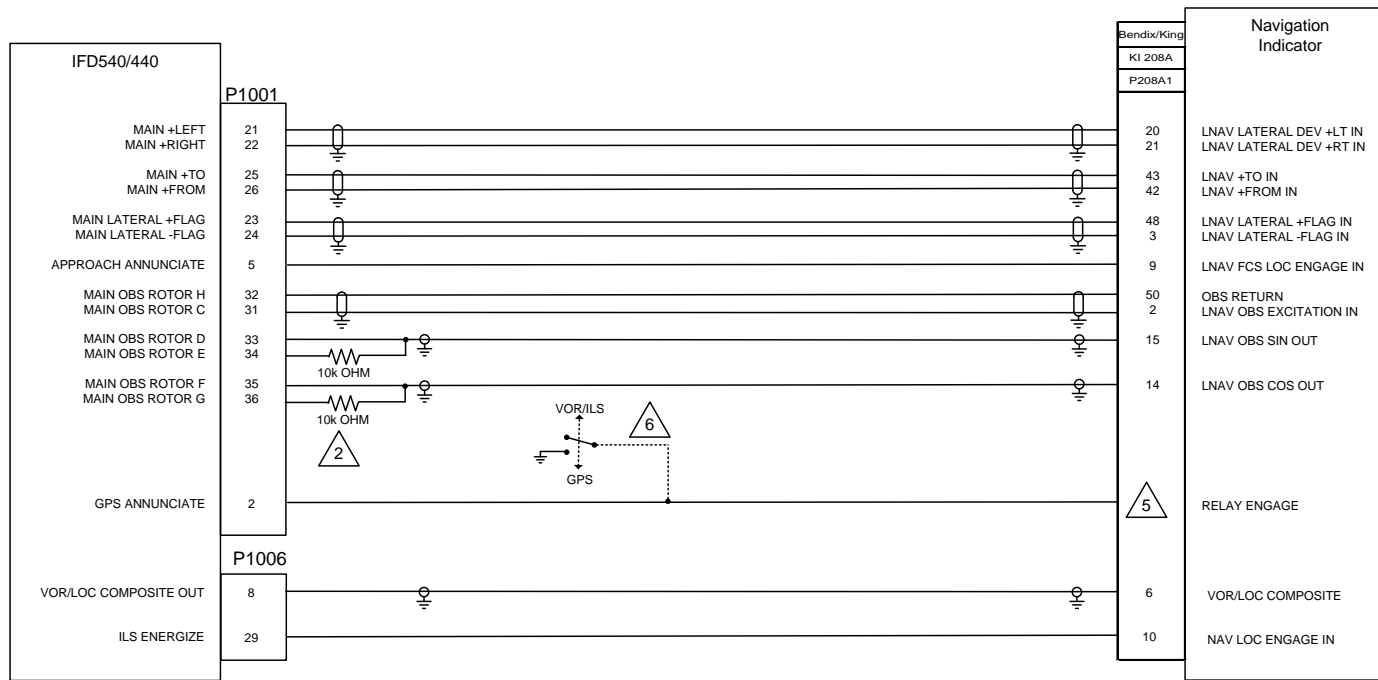 Navigation
Indicator
Bendix/King
KI 208A
P208A1
IFD540/440
P1001
MAIN +LEFT 21 20 LNAV LATERAL DEV +LT IN
MAIN +RIGHT 22 21 LNAV LATERAL DEV +RT IN
MAIN +TO 25 43 LNAV +TO IN
MAIN +FROM 26 42 LNAV +FROM IN
MAIN LATERAL +FLAG 23 48 LNAV LATERAL +FLAG IN
MAIN LATERAL -FLAG 24 3 LNAV LATERAL -FLAG IN
APPROACH ANNUNCIATE 5 9 LNAV FCS LOC ENGAGE IN
MAIN OBS ROTOR H 32 50 OBS RETURN
MAIN OBS ROTOR C 31 2 LNAV OBS EXCITATION IN
MAIN OBS ROTOR D 33 15 LNAV OBS SIN OUT
MAIN OBS ROTOR E 34
10k OHM
MAIN OBS ROTOR F 35 14 LNAV OBS COS OUT
MAIN OBS ROTOR G 36
10k OHM
2
VOR/ILS
6
GPS
GPS ANNUNCIATE 2 5 RELAY ENGAGE
P1006
VOR/LOC COMPOSITE OUT 8 6 VOR/LOC COMPOSITE
ILS ENERGIZE 29 10 NAV LOC ENGAGE IN